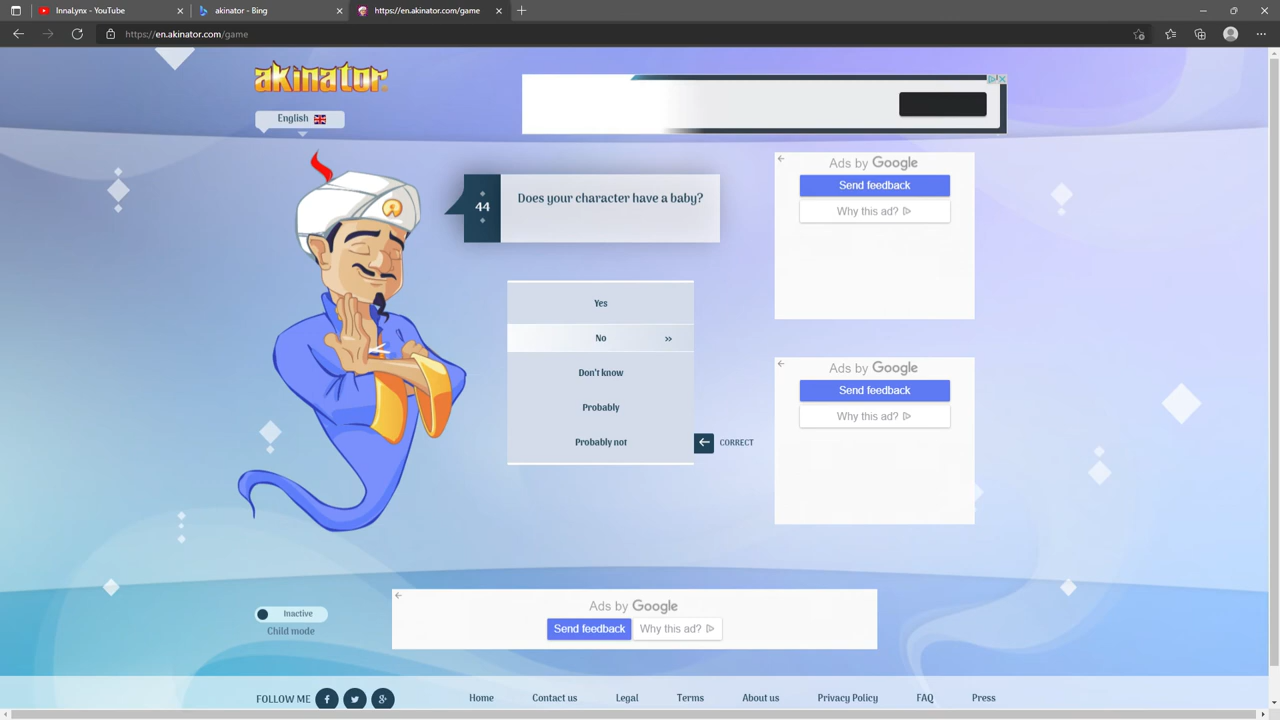 InnaLynx - YouTube
akinator - Bing
https://en.akinator.com/game
https://en.akinator.com/game
akinator
English
44
Does your character have a baby?
Yes
No
Don't know
Probably
Probably not
CORRECT
Ads by Google
Send feedback
Why this ad?
Ads by Google
Send feedback
Why this ad?
Inactive
Child mode
Ads by Google
Send feedback Why this ad?
FOLLOW ME
Home Contact us Legal Terms About us Privacy Policy FAQ Press